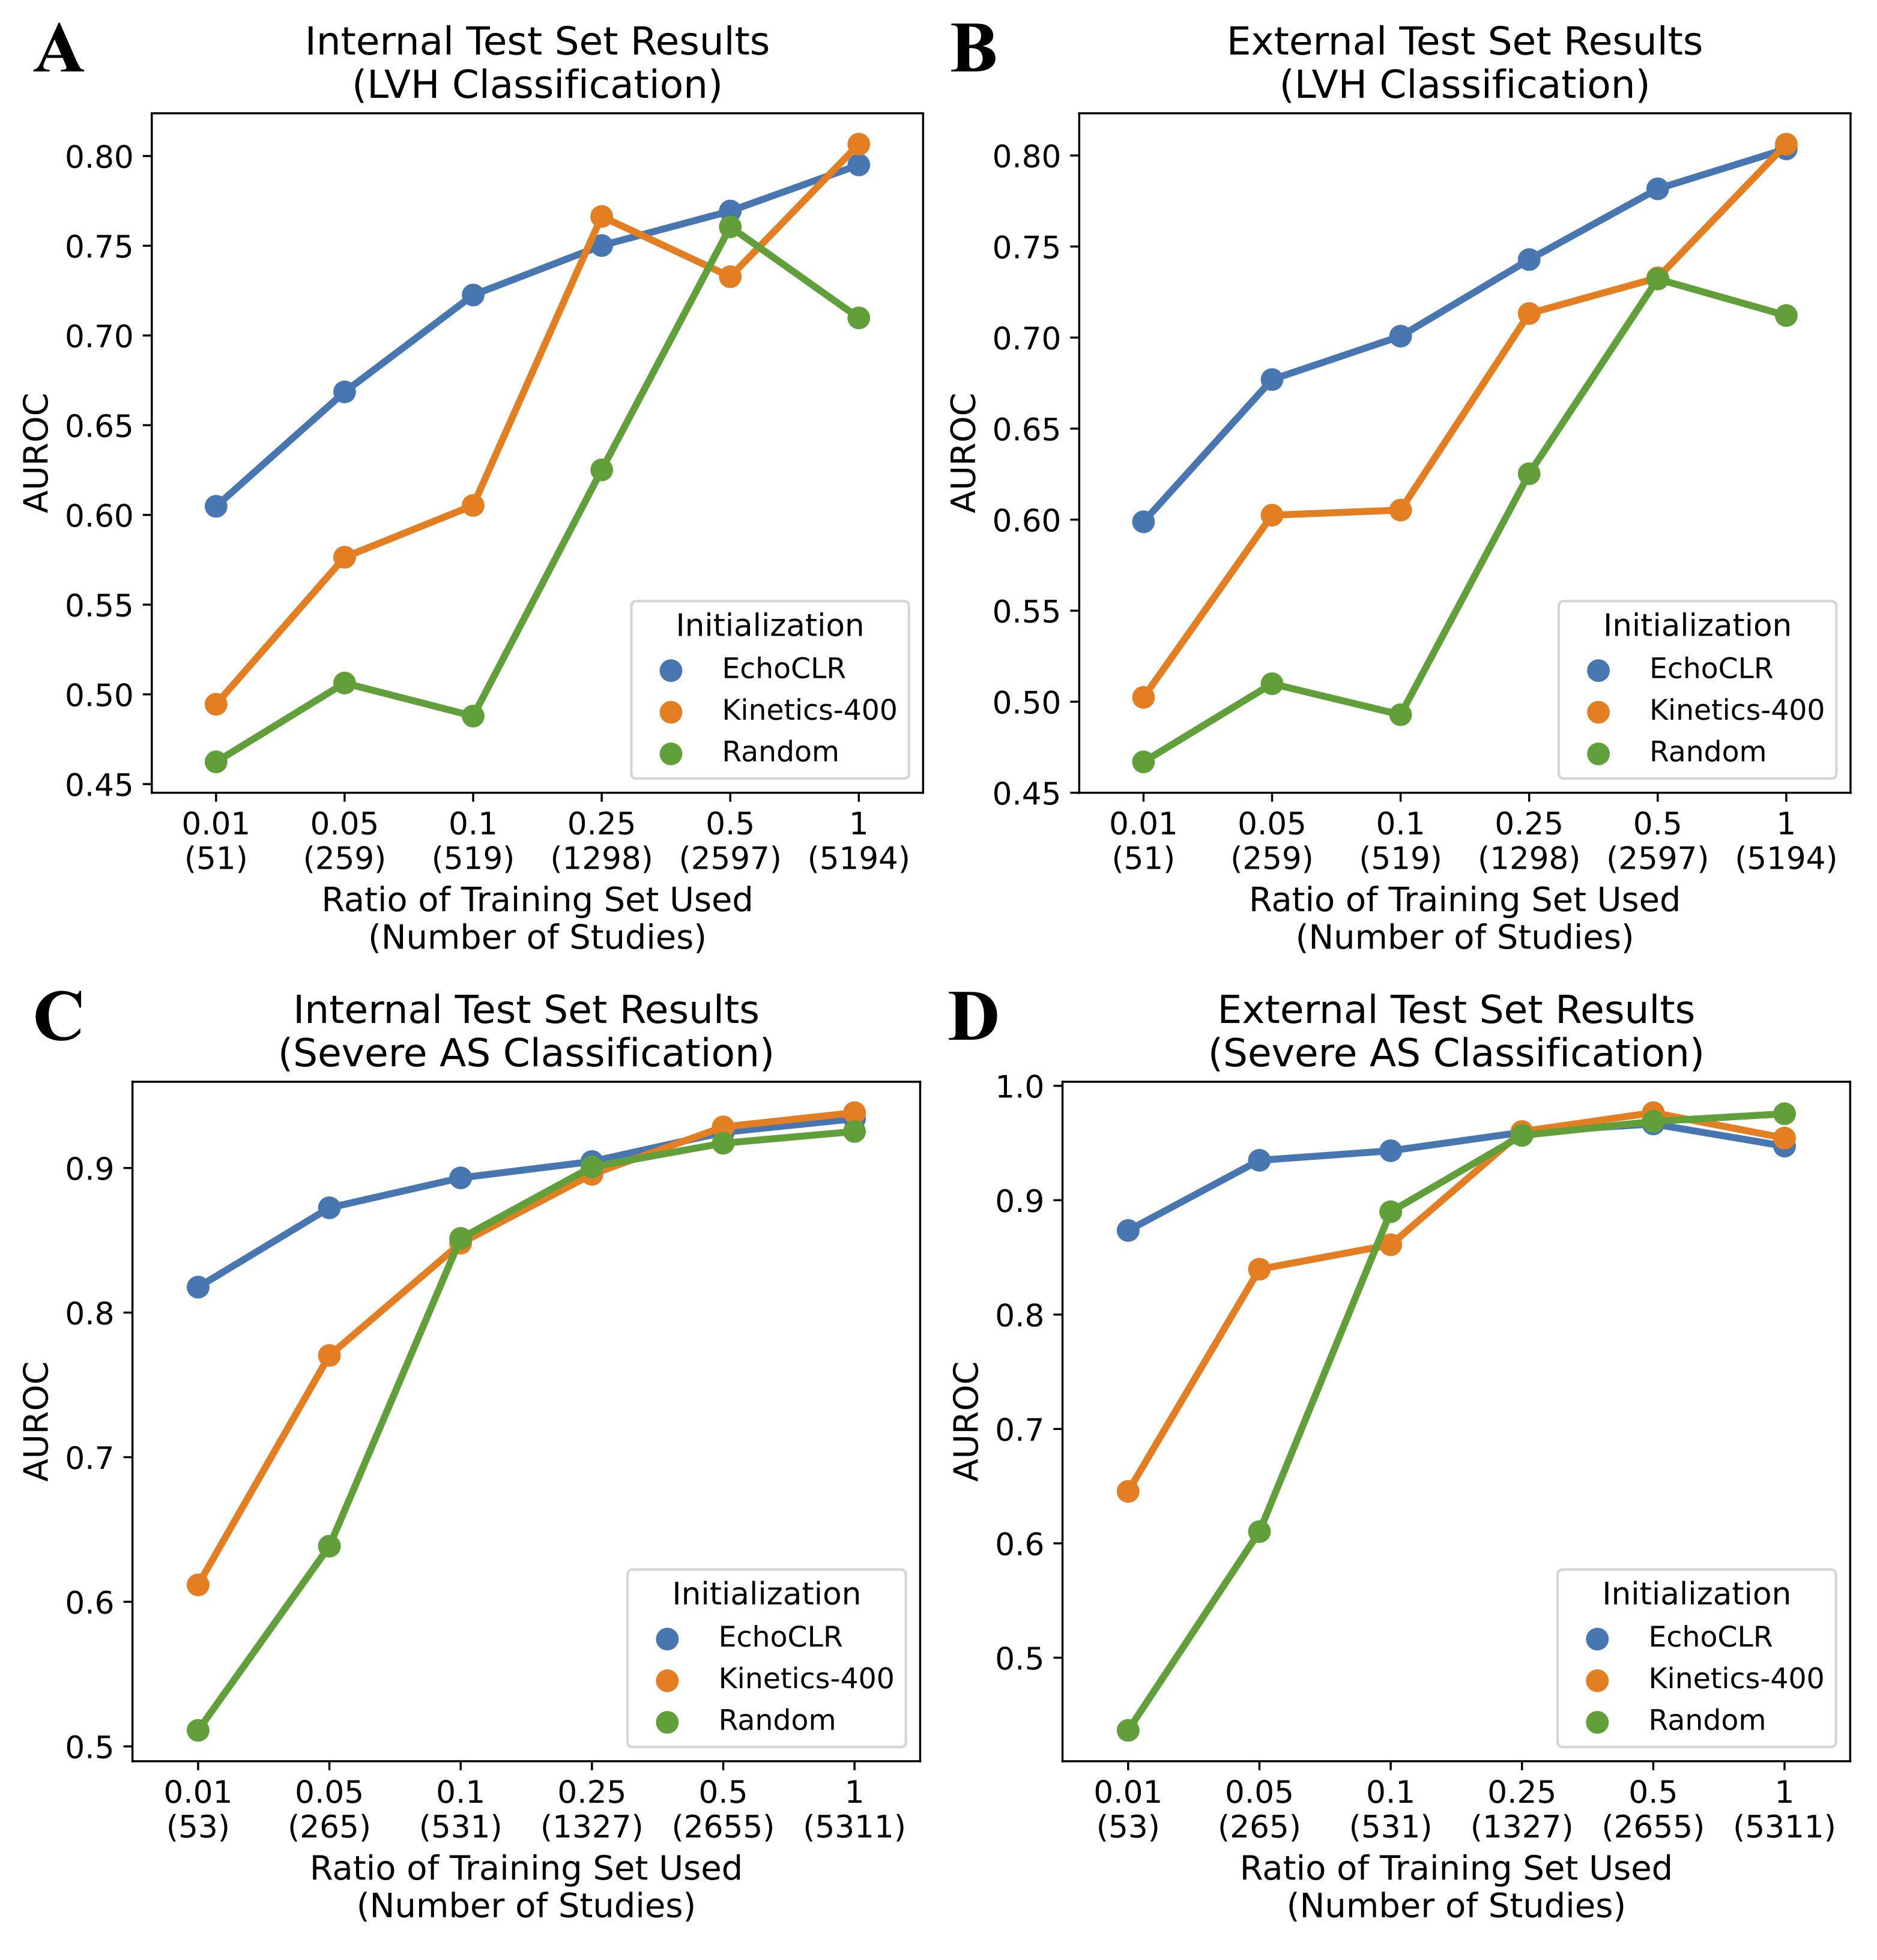 A
Internal Test Set Results
(LVH Classification)
AUROC
0.80
0.75
0.70
0.65
0.60
0.55
0.50
0.45
Initialization
EchoCLR
Kinetics-400
Random
0.01 0.05 0.1 0.25 0.5 1
(51) (259) (519) (1298) (2597) (5194)
Ratio of Training Set Used
(Number of Studies)
B
External Test Set Results
(LVH Classification)
AUROC
0.80
0.75
0.70
0.65
0.60
0.55
0.50
0.45
Initialization
EchoCLR
Kinetics-400
Random
0.01 0.05 0.1 0.25 0.5 1
(51) (259) (519) (1298) (2597) (5194)
Ratio of Training Set Used
(Number of Studies)
C
Internal Test Set Results
(Severe AS Classification)
AUROC
0.9
0.8
0.7
0.6
0.5
Initialization
EchoCLR
Kinetics-400
Random
0.01 0.05 0.1 0.25 0.5 1
(53) (265) (531) (1327) (2655) (5311)
Ratio of Training Set Used
(Number of Studies)
D
External Test Set Results
(Severe AS Classification)
AUROC
1.0
0.9
0.8
0.7
0.6
0.5
Initialization
EchoCLR
Kinetics-400
Random
0.01 0.05 0.1 0.25 0.5 1
(53) (265) (531) (1327) (2655) (5311)
Ratio of Training Set Used
(Number of Studies)